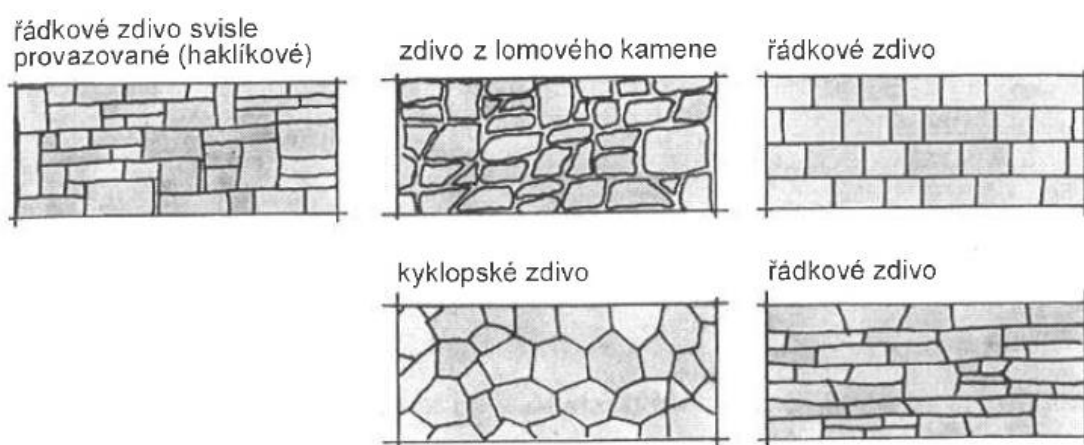 řádkové zdivo svisle
provazované (haklíkové)
zdivo z lomového kamene
řádkové zdivo
kyklopské zdivo
řádkové zdivo